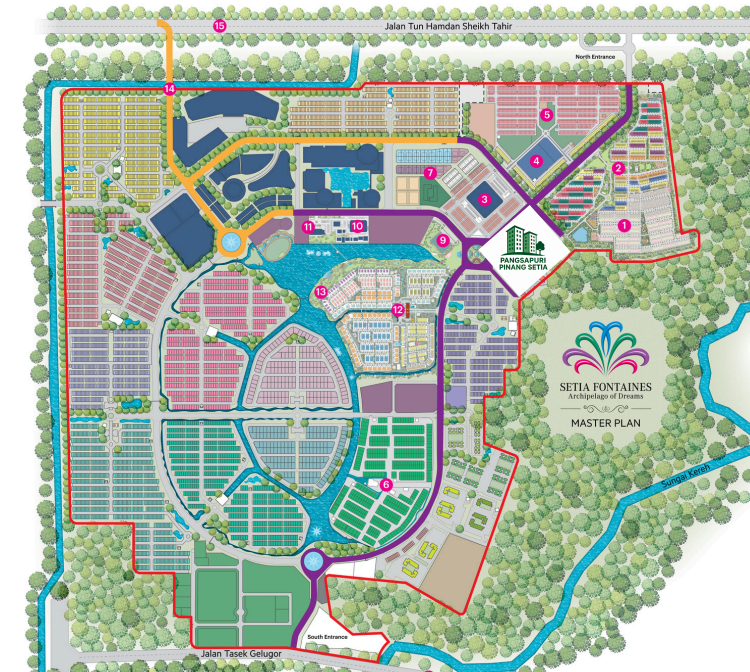 15
Jalan Tun Hamdan Sheikh Tahir
North Entrance
14
5
4
7
2
3
1
11
10
9
PANGSAPURI
PINANG SETIA
13
12
SETIA FONTAINES
Archipelago of Dreams
MASTER PLAN
Sungai Kereh
6
South Entrance
Jalan Tasek Gelugor